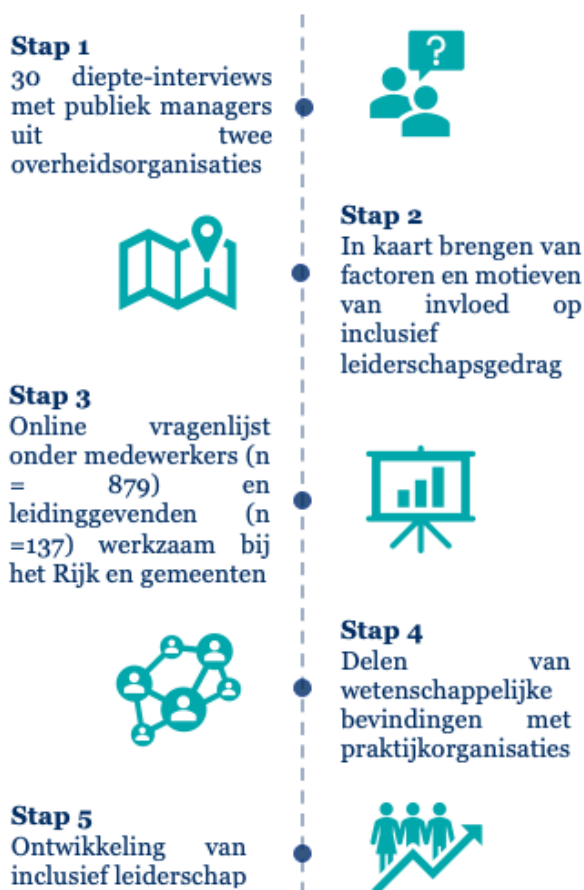 Stap 1
30 diepte-interviews
met publiek managers
uit twee
overheidsorganisaties
?
Stap 2
In kaart brengen van
factoren en motieven
van invloed op
inclusief
leiderschapsgedrag
Stap 3
Online vragenlijst
onder medewerkers (n
= 879) en
leidinggevenden (n
=137) werkzaam bij
het Rijk en gemeenten
Stap 4
Delen van
wetenschappelijke
bevindingen met
praktijkorganisaties
Stap 5
Ontwikkeling van
inclusief leiderschap